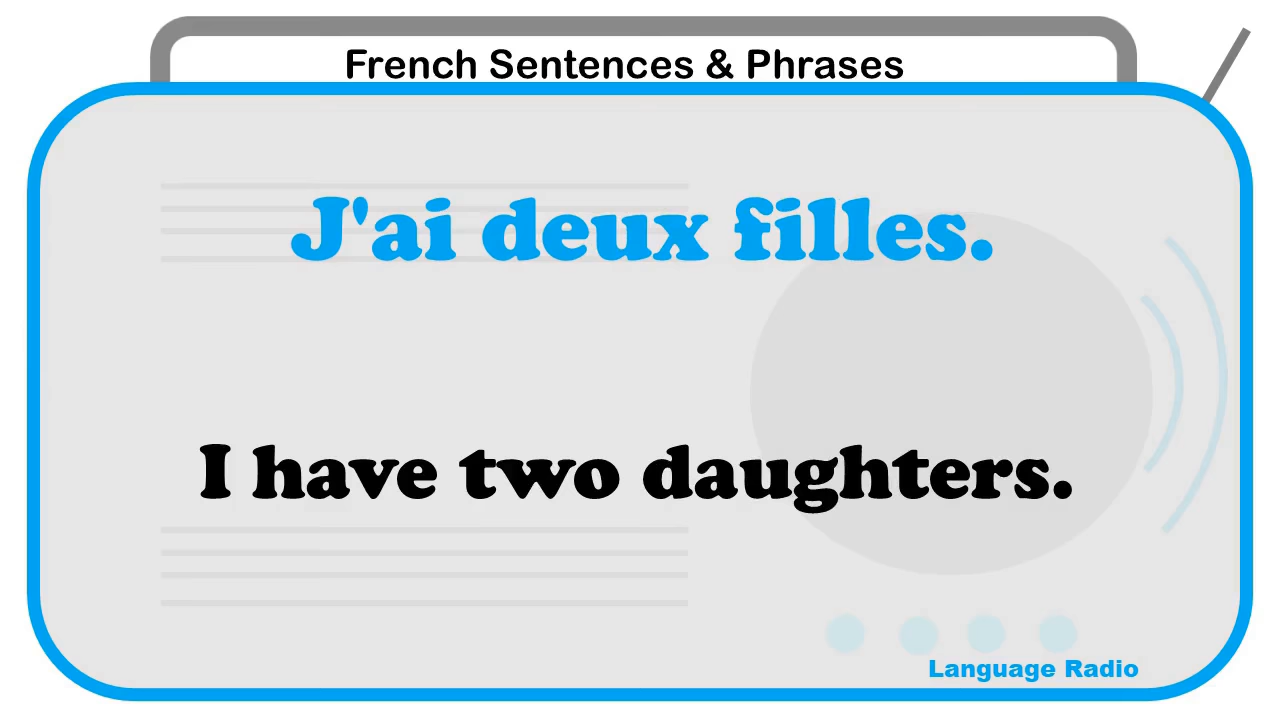 French Sentences & Phrases
J'ai deux filles.
I have two daughters.
Language Radio